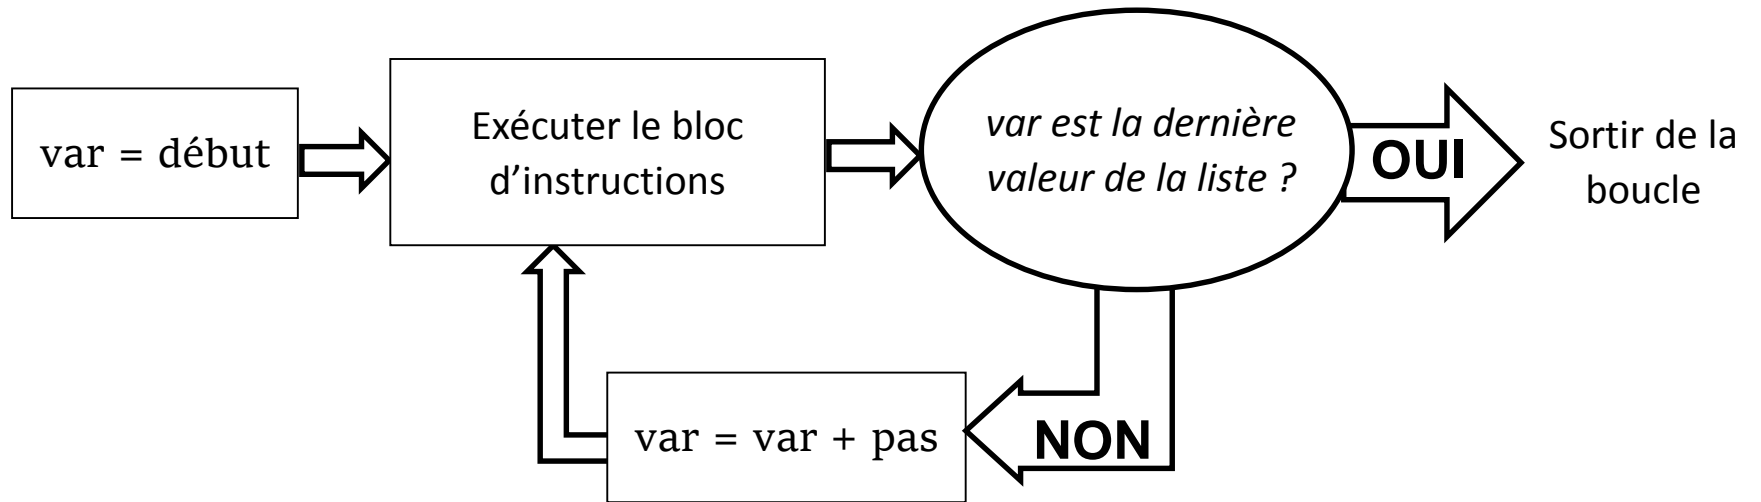 var = début
Exécuter le bloc
d’instructions
var est la dernière
valeur de la liste ?
OUI
Sortir de la
boucle
NON
var = var + pas